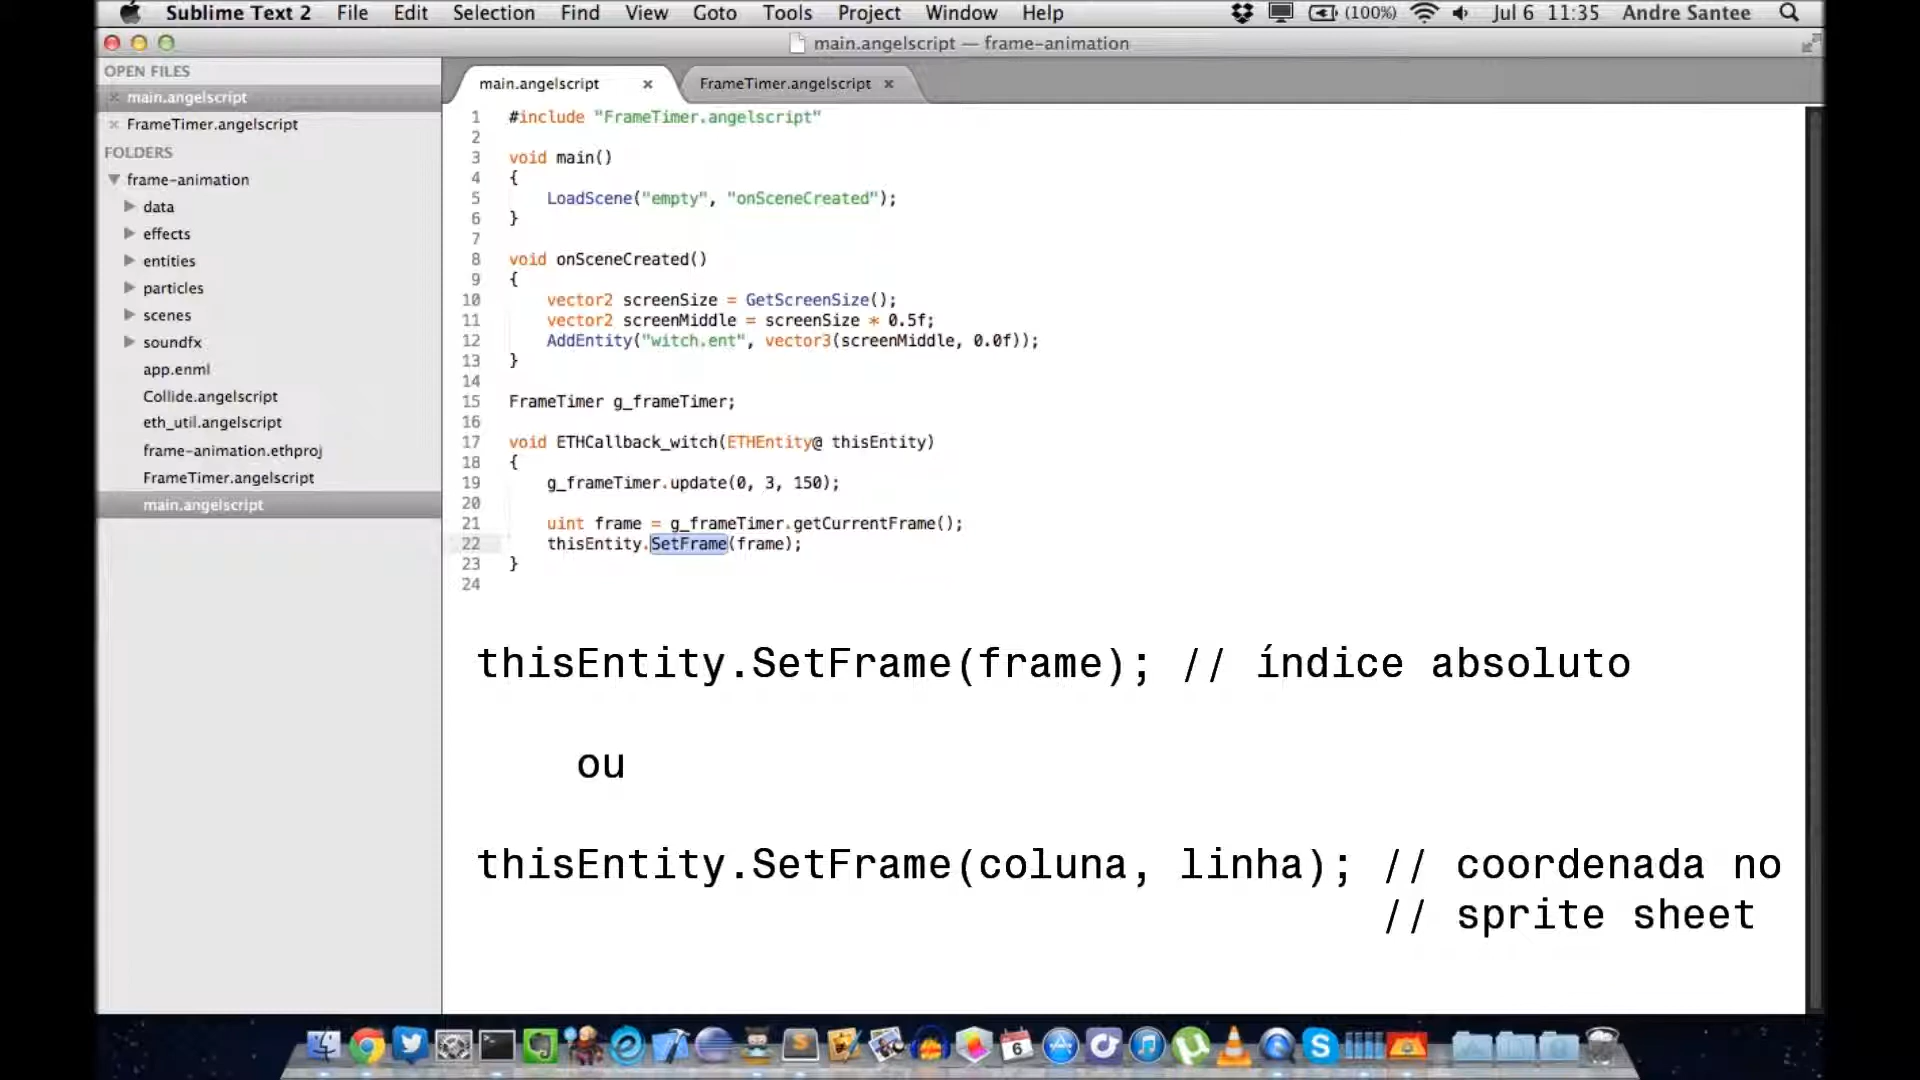 Sublime Text 2 File Edit Selection Find View Goto Tools Project Window Help (100%) Jul 6 11:35 Andre Santee
main.angelscript — frame-animation
OPEN FILES
main.angelscript
FrameTimer.angelscript
FOLDERS
frame-animation
data
effects
entities
particles
scenes
soundfx
app.enml
Collide.angelscript
eth_util.angelscript
frame-animation.ethproj
FrameTimer.angelscript
main.angelscript
main.angelscript × FrameTimer.angelscript ×
1 #include "FrameTimer.angelscript"
2
3 void main()
4 {
5 LoadScene("empty", "onSceneCreated");
6 }
7
8 void onSceneCreated()
9 {
10 vector2 screenSize = GetScreenSize();
11 vector2 screenMiddle = screenSize * 0.5f;
12 AddEntity("witch.ent", vector3(screenMiddle, 0.0f));
13 }
14
15 FrameTimer g_frameTimer;
16
17 void ETHCallback_witch(ETHEntity@ thisEntity)
18 {
19 g_frameTimer.update(0, 3, 150);
20
21 uint frame = g_frameTimer.getCurrentFrame();
22 thisEntity.SetFrame(frame);
23 }
24
thisEntity.SetFrame(frame); // índice absoluto
ou
thisEntity.SetFrame(coluna, linha); // coordenada no
// sprite sheet
6